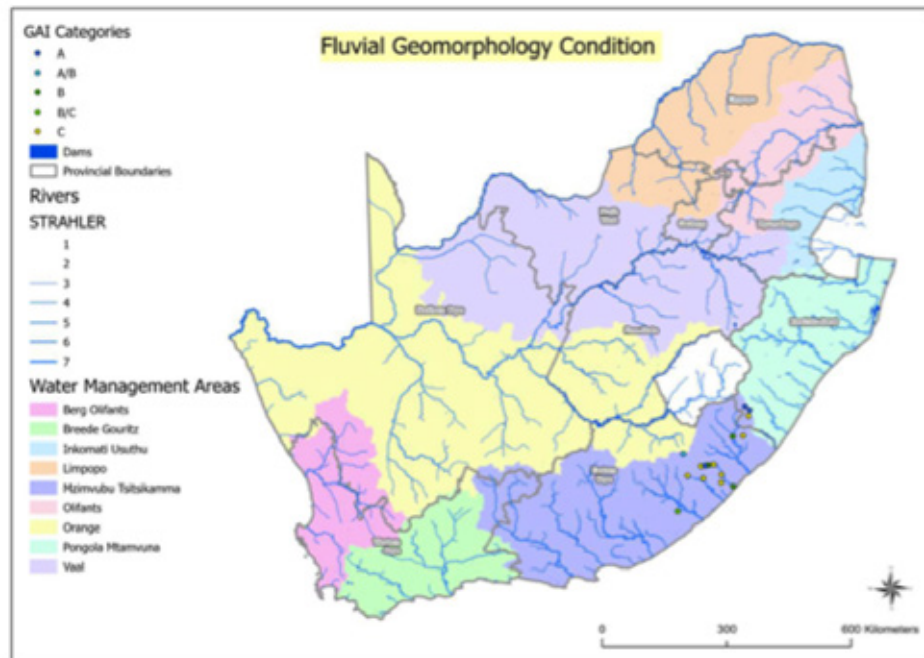 Fluvial Geomorphology Condition
GAI Categories
A
A/B
B
B/C
C
Dams
Provincial Boundaries
Rivers
STRAHLER
1
2
3
4
5
6
7
Water Management Areas
Berg Olifants
Breede Gouritz
Inkomati Usuthu
Limpopo
Mzimvubu Tsitsikamma
Olifants
Orange
Pongola Mtamvuna
Vaal
0 300 600 Kilometers